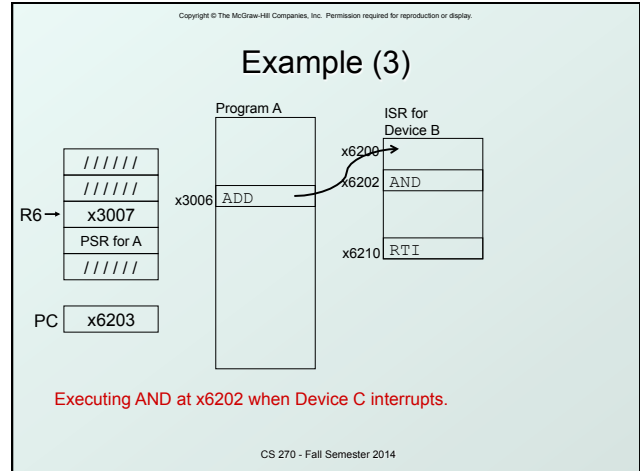 Copyright © The McGraw-Hill Companies, Inc. Permission required for reproduction or display.
Example (3)
Program A
ISR for
Device B
x6200
//////
//////
x3006 ADD
x6202 AND
R6 → x3007
PSR for A
//////
x6210 RTI
PC x6203
Executing AND at x6202 when Device C interrupts.
CS 270 - Fall Semester 2014